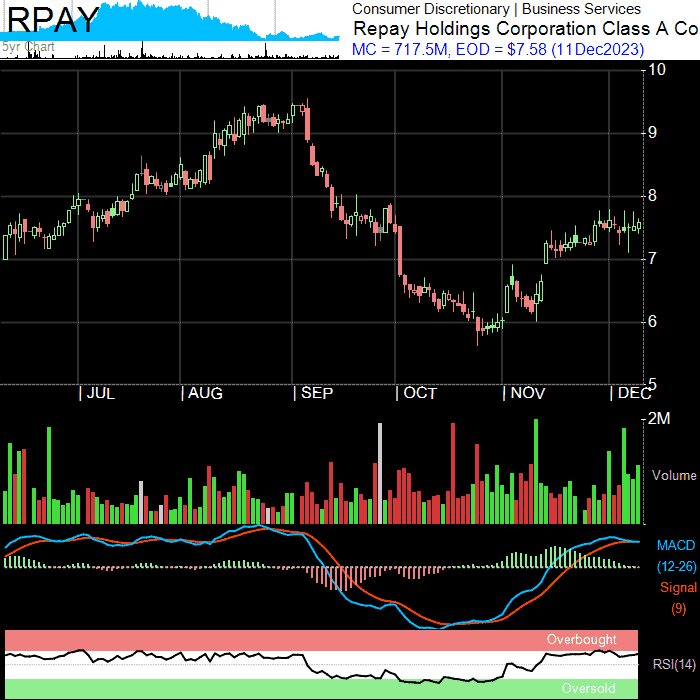 RPAY
5yr Chart
Consumer Discretionary | Business Services
Repay Holdings Corporation Class A Co
MC = 717.5M, EOD = $7.58 (11Dec2023)
10
9
8
7
6
5
| JUL | AUG | SEP | OCT | NOV | DEC
2M
Volume
MACD
(12-26)
Signal
(9)
Overbought
RSI(14)
Oversold